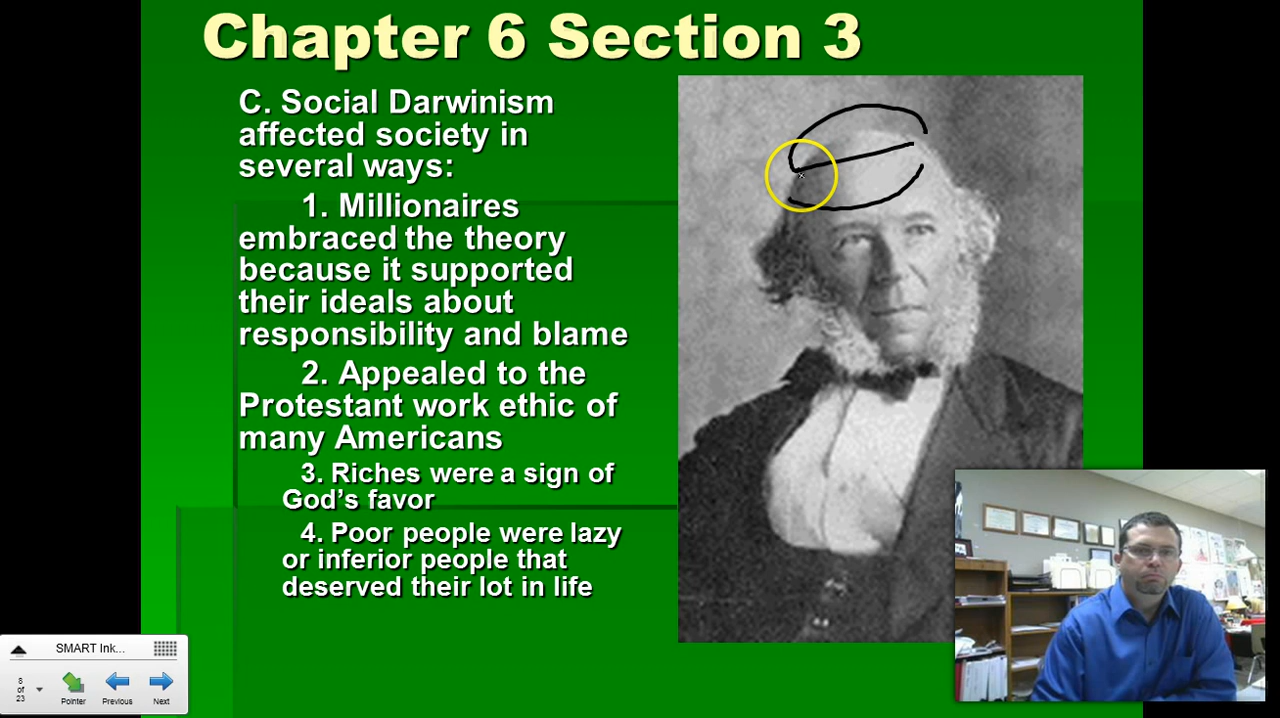 Chapter 6 Section 3
C. Social Darwinism
affected society in
several ways:
1. Millionaires
embraced the theory
because it supported
their ideals about
responsibility and blame
2. Appealed to the
Protestant work ethic of
many Americans
3. Riches were a sign of
God's favor
4. Poor people were lazy
or inferior people that
deserved their lot in life
SMART Ink...
8
of
23
Pointer
Previous
Next